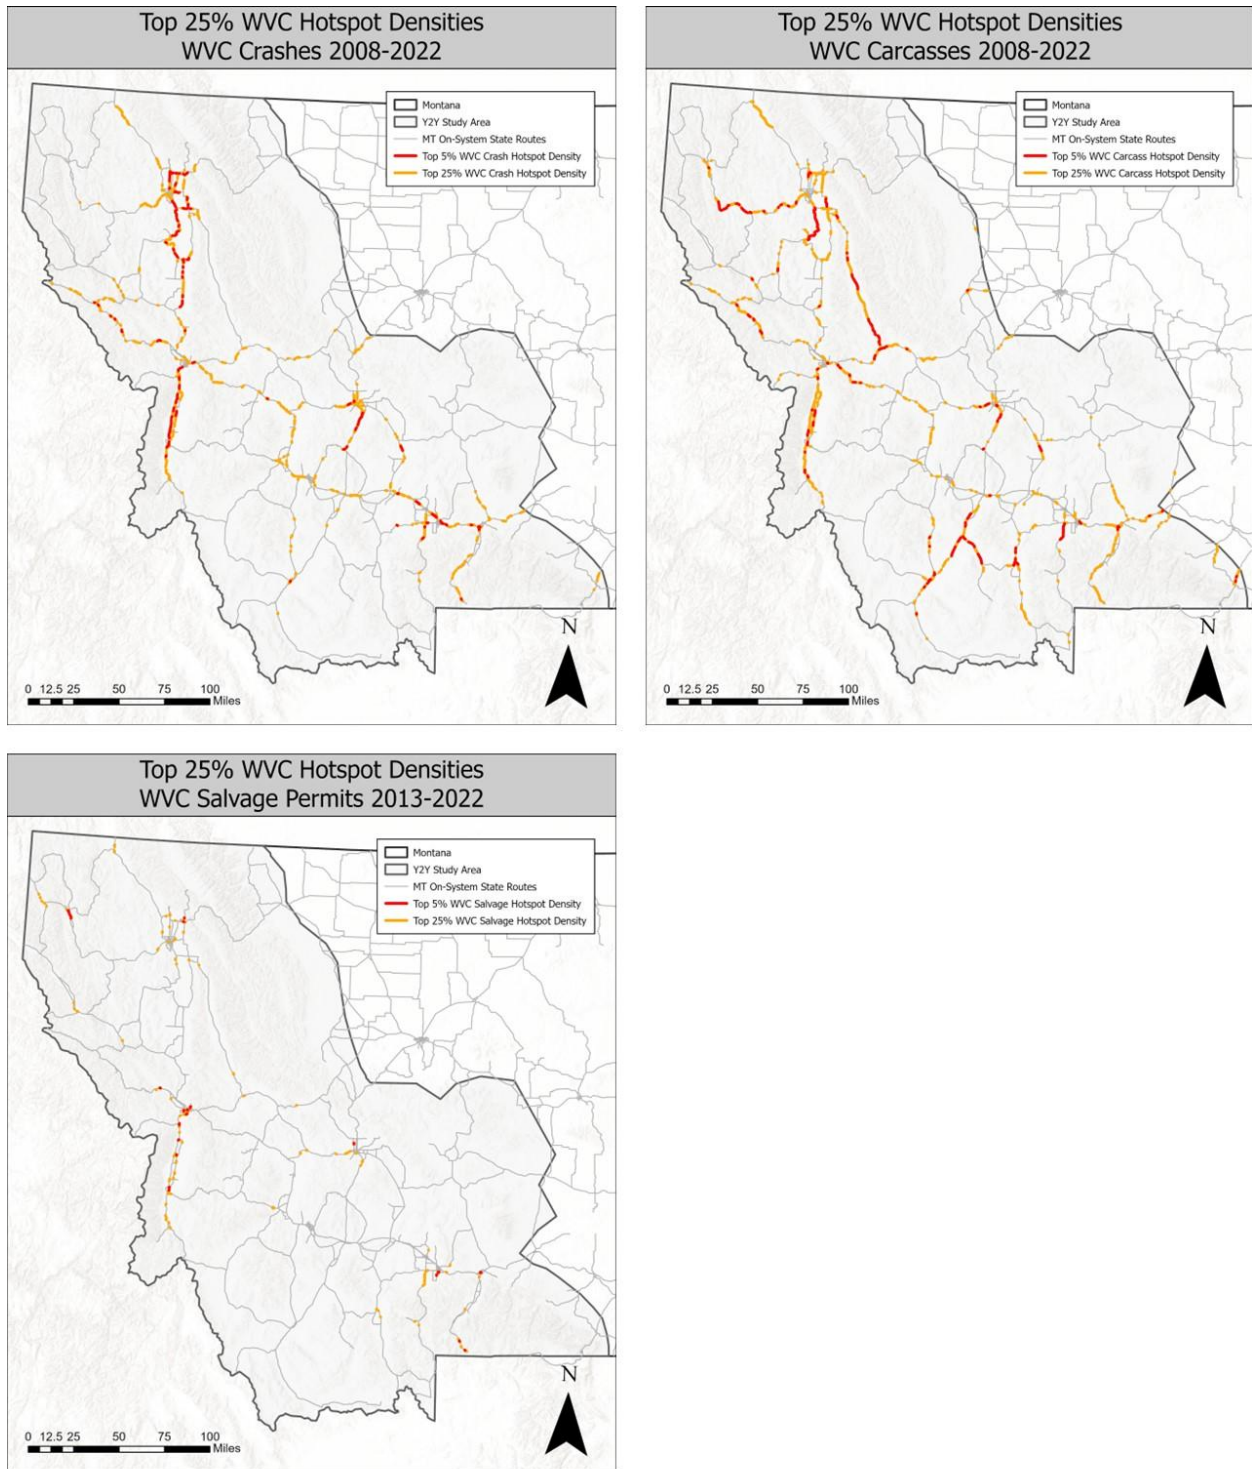 Top 25% WVC Hotspot Densities
WVC Crashes 2008-2022
Montana
Y2Y Study Area
MT On-System State Routes
Top 5% WVC Crash Hotspot Density
Top 25% WVC Crash Hotspot Density
N
0 12.5 25 50 75 100
Miles
Top 25% WVC Hotspot Densities
WVC Carcasses 2008-2022
Montana
Y2Y Study Area
MT On-System State Routes
Top 5% WVC Carcass Hotspot Density
Top 25% WVC Carcass Hotspot Density
N
0 12.5 25 50 75 100
Miles
Top 25% WVC Hotspot Densities
WVC Salvage Permits 2013-2022
Montana
Y2Y Study Area
MT On-System State Routes
Top 5% WVC Salvage Hotspot Density
Top 25% WVC Salvage Hotspot Density
N
0 12.5 25 50 75 100
Miles